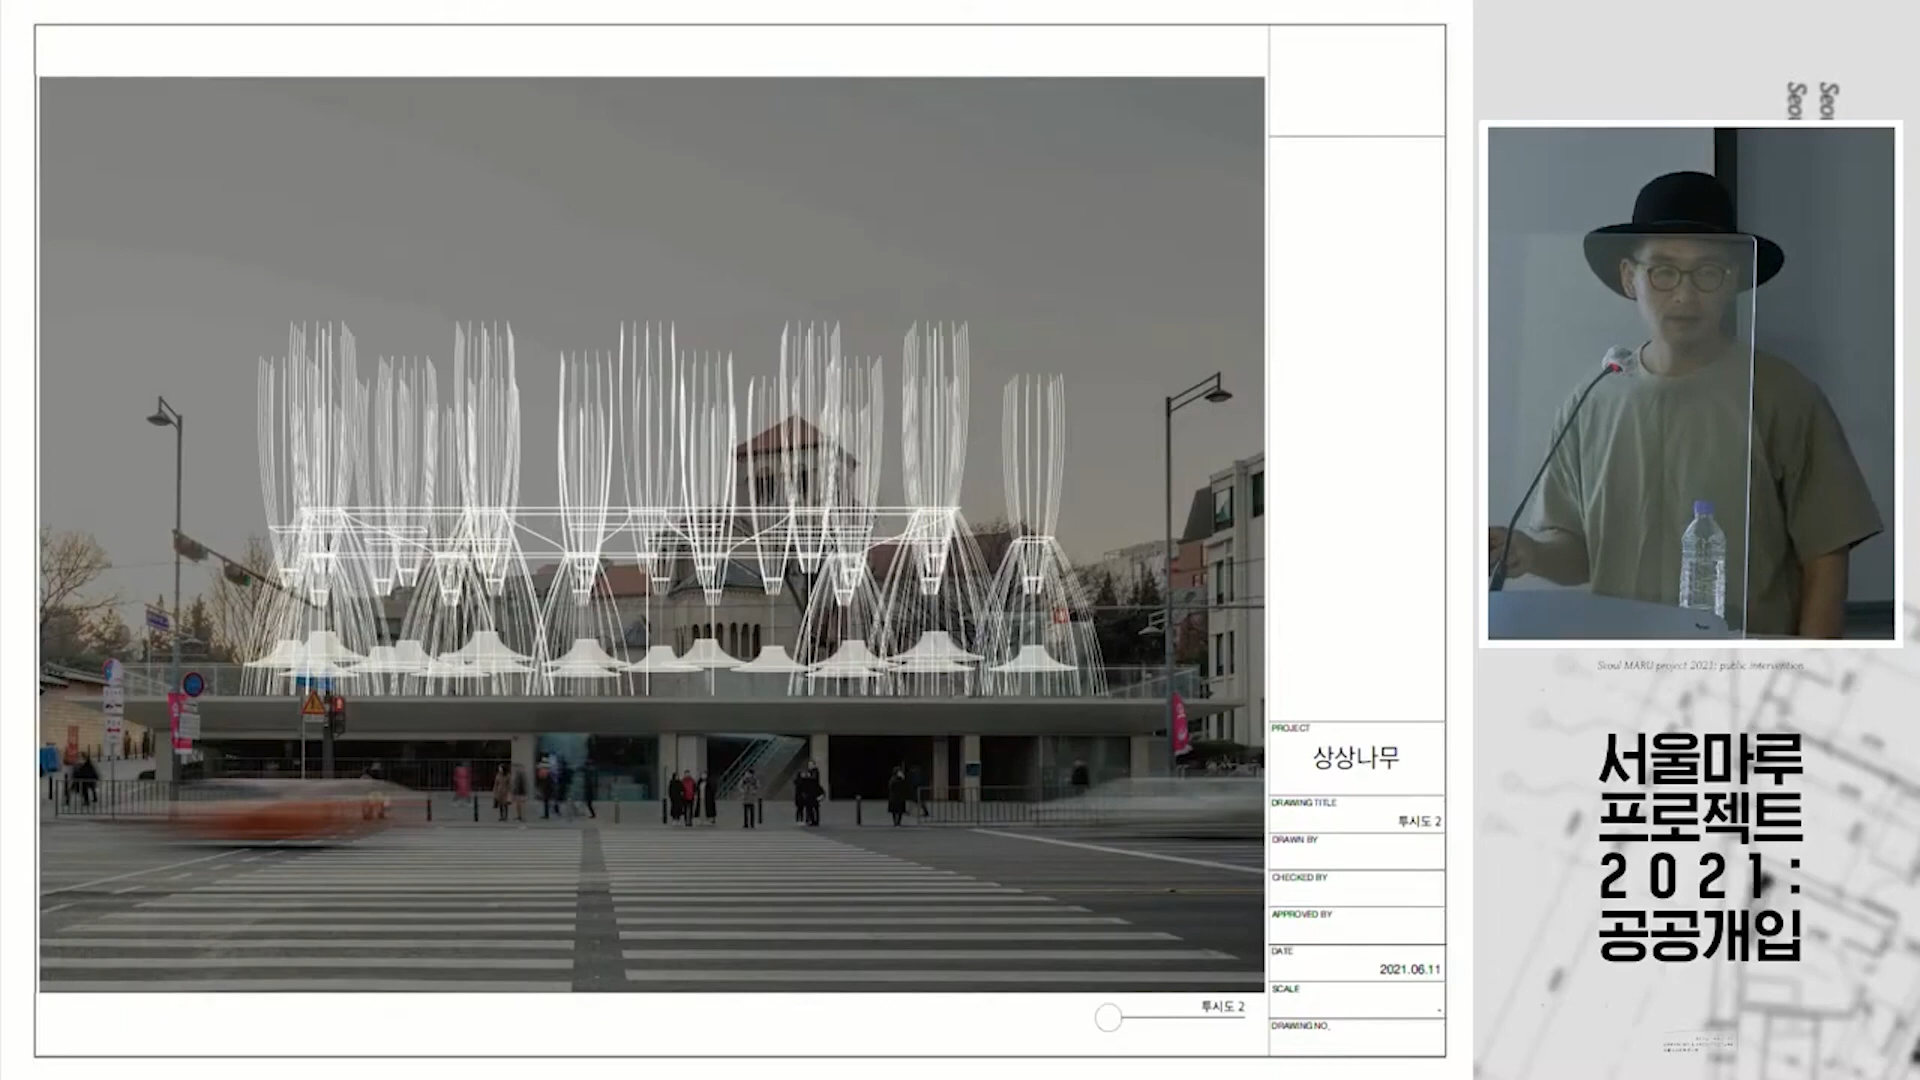 PROJECT
상상나무
DRAWING TITLE
투시도 2
DRAWN BY
CHECKED BY
APPROVED BY
DATE
2021.06.11
SCALE
-
DRAWING NO.
투시도 2
Seoul MARU project 2021: public intervention
서울마루
프로젝트
2021:
공공개입